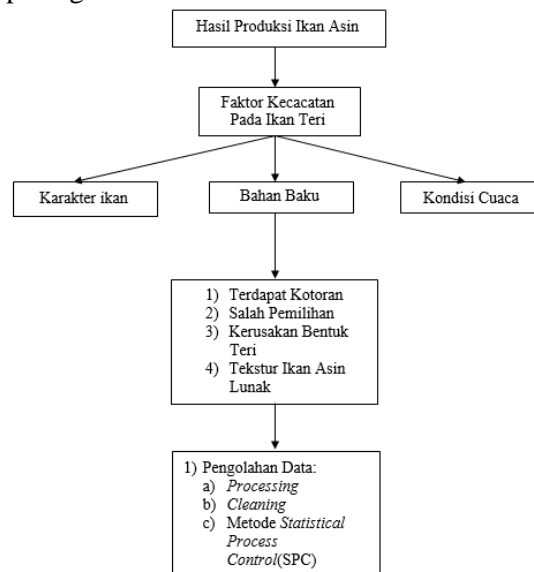 Hasil Produksi Ikan Asin
Faktor Kecacatan
Pada Ikan Teri
Karakter ikan
Bahan Baku
Kondisi Cuaca
1) Terdapat Kotoran
2) Salah Pemilihan
3) Kerusakan Bentuk
Teri
4) Tekstur Ikan Asin
Lunak
1) Pengolahan Data:
a) Processing
b) Cleaning
c) Metode Statistical
Process
Control(SPC)